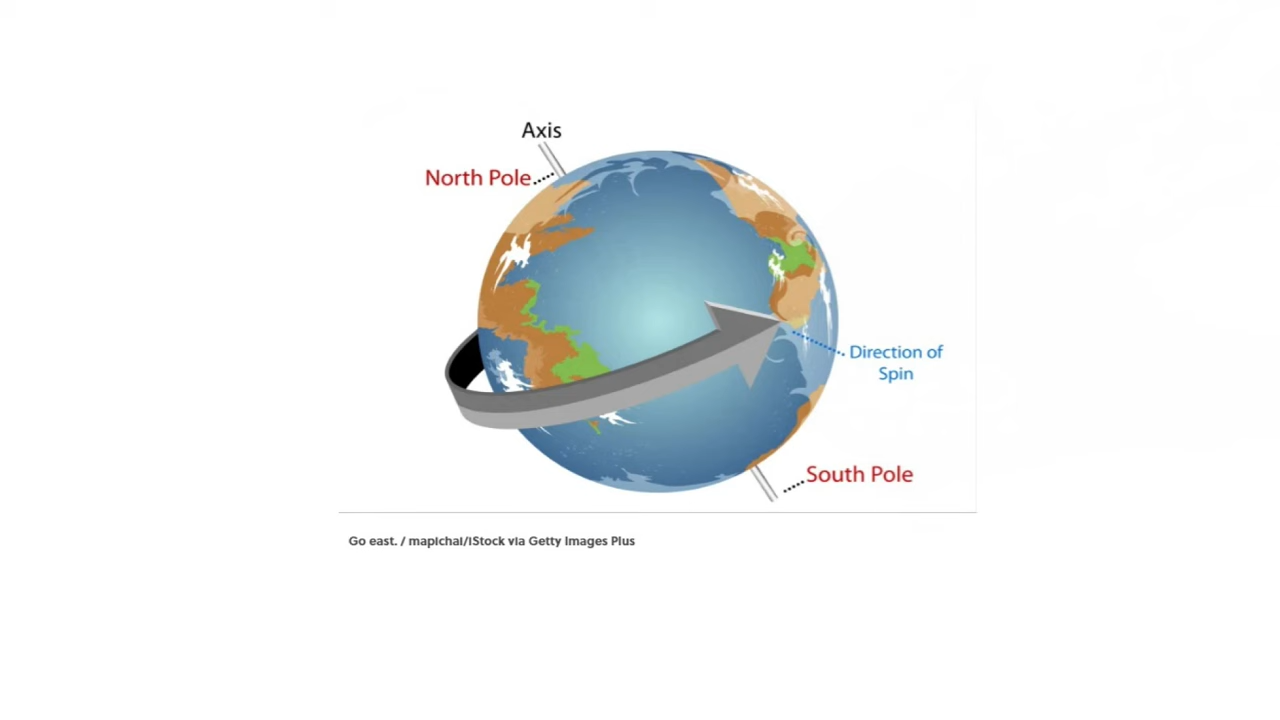 Axis
North Pole
Direction of
Spin
South Pole
Go east. / mapichai/iStock via Getty Images Plus